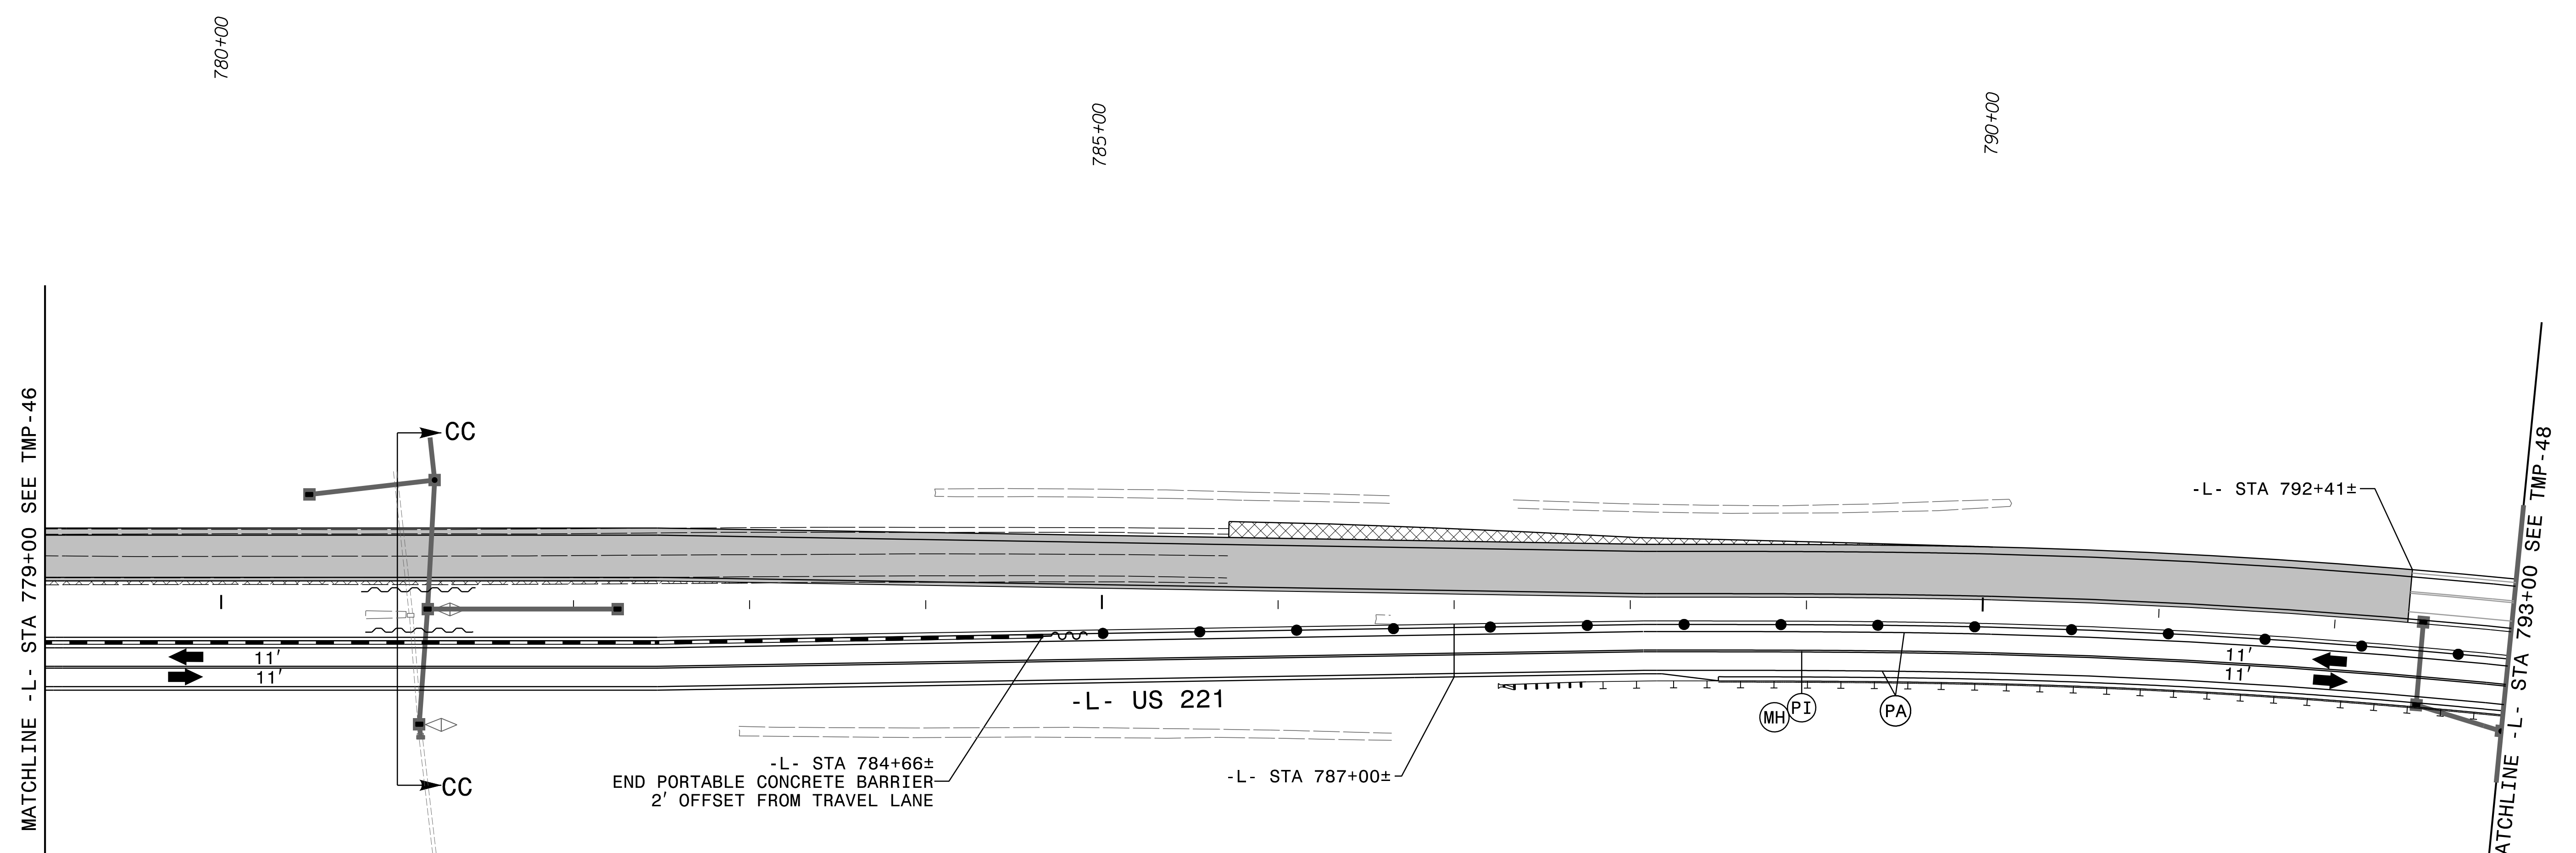 780+00
785+00
790+00
MATCHLINE -L- STA 779+00 SEE TMP-46
CC
-L- STA 792+41±
11'
11'
11'
11'
-L- US 221
MH
PI
PA
-L- STA 784+66±
END PORTABLE CONCRETE BARRIER
2' OFFSET FROM TRAVEL LANE
-L- STA 787+00±
CC
ATCHLINE -L- STA 793+00 SEE TMP-48